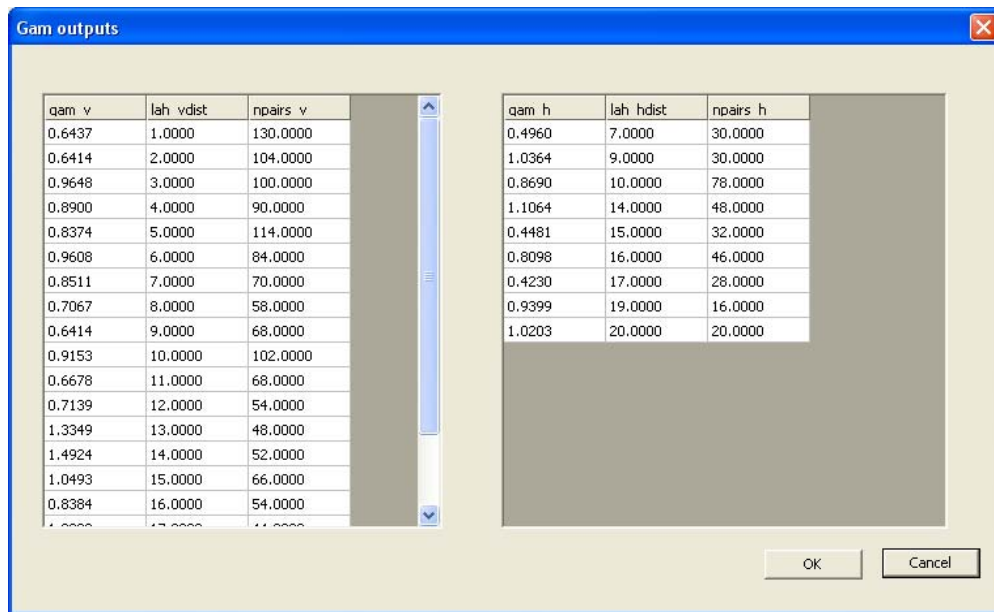 Gam outputs
gam_v lah_vdist npairs_v
0.6437 1.0000 130.0000
0.6414 2.0000 104.0000
0.9648 3.0000 100.0000
0.8900 4.0000 90.0000
0.8374 5.0000 114.0000
0.9608 6.0000 84.0000
0.8511 7.0000 70.0000
0.7067 8.0000 58.0000
0.6414 9.0000 68.0000
0.9153 10.0000 102.0000
0.6678 11.0000 68.0000
0.7139 12.0000 54.0000
1.3349 13.0000 48.0000
1.4924 14.0000 52.0000
1.0493 15.0000 66.0000
0.8384 16.0000 54.0000
gam_h lah_hdist npairs_h
0.4960 7.0000 30.0000
1.0364 9.0000 30.0000
0.8690 10.0000 78.0000
1.1064 14.0000 48.0000
0.4481 15.0000 32.0000
0.8098 16.0000 46.0000
0.4230 17.0000 28.0000
0.9399 19.0000 16.0000
1.0203 20.0000 20.0000
OK Cancel